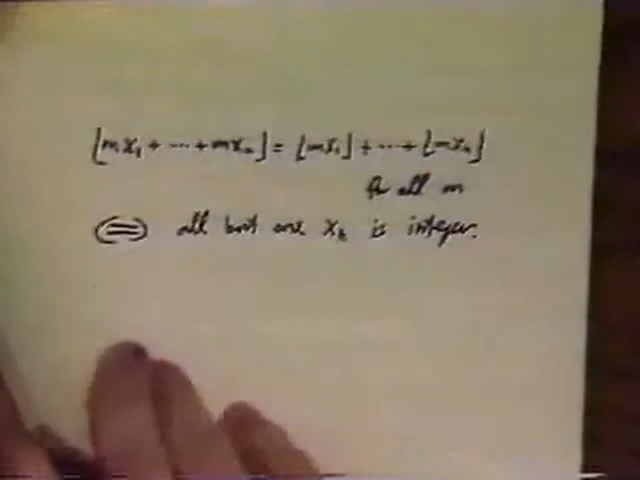 ⌊mx₁ + ··· + mxₙ⌋ = ⌊mx₁⌋ + ··· + ⌊mxₙ⌋
for all m
⟺ all but one xₖ is integer.